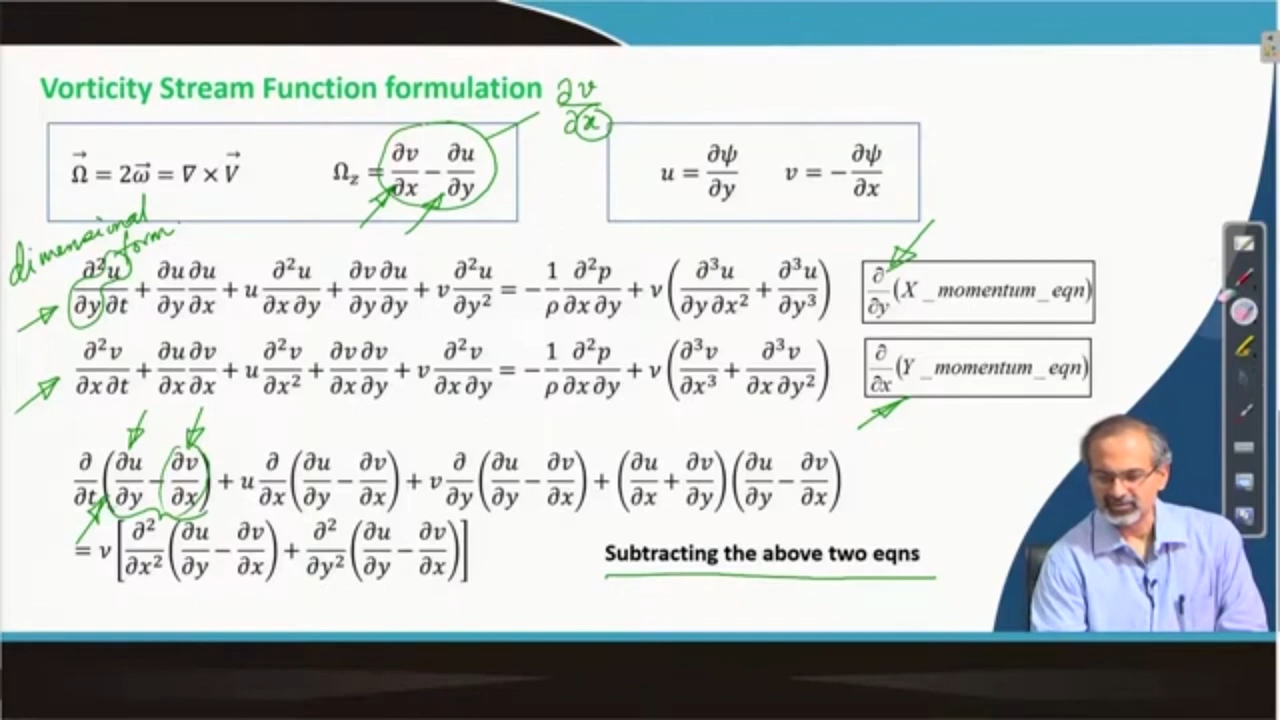 Vorticity Stream Function formulation
∂v/∂x
Ω⃗ = 2ω⃗ = ∇ × V⃗
Ω_z = ∂v/∂x − ∂u/∂y
u = ∂ψ/∂y v = −∂ψ/∂x
dimensional form
∂²u/∂y∂t + ∂u/∂y ∂u/∂x + u ∂²u/∂x∂y + ∂v/∂y ∂u/∂y + v ∂²u/∂y² = −1/ρ ∂²p/∂x∂y + ν(∂³u/∂y∂x² + ∂³u/∂y³)
∂/∂y (X_momentum_eqn)
∂²v/∂x∂t + ∂u/∂x ∂v/∂x + u ∂²v/∂x² + ∂v/∂x ∂v/∂y + v ∂²v/∂x∂y = −1/ρ ∂²p/∂x∂y + ν(∂³v/∂x³ + ∂³v/∂x∂y²)
∂/∂x (Y_momentum_eqn)
∂/∂t (∂u/∂y − ∂v/∂x) + u ∂/∂x (∂u/∂y − ∂v/∂x) + v ∂/∂y (∂u/∂y − ∂v/∂x) + (∂u/∂x + ∂v/∂y)(∂u/∂y − ∂v/∂x)
= ν[∂²/∂x² (∂u/∂y − ∂v/∂x) + ∂²/∂y² (∂u/∂y − ∂v/∂x)]
Subtracting the above two eqns